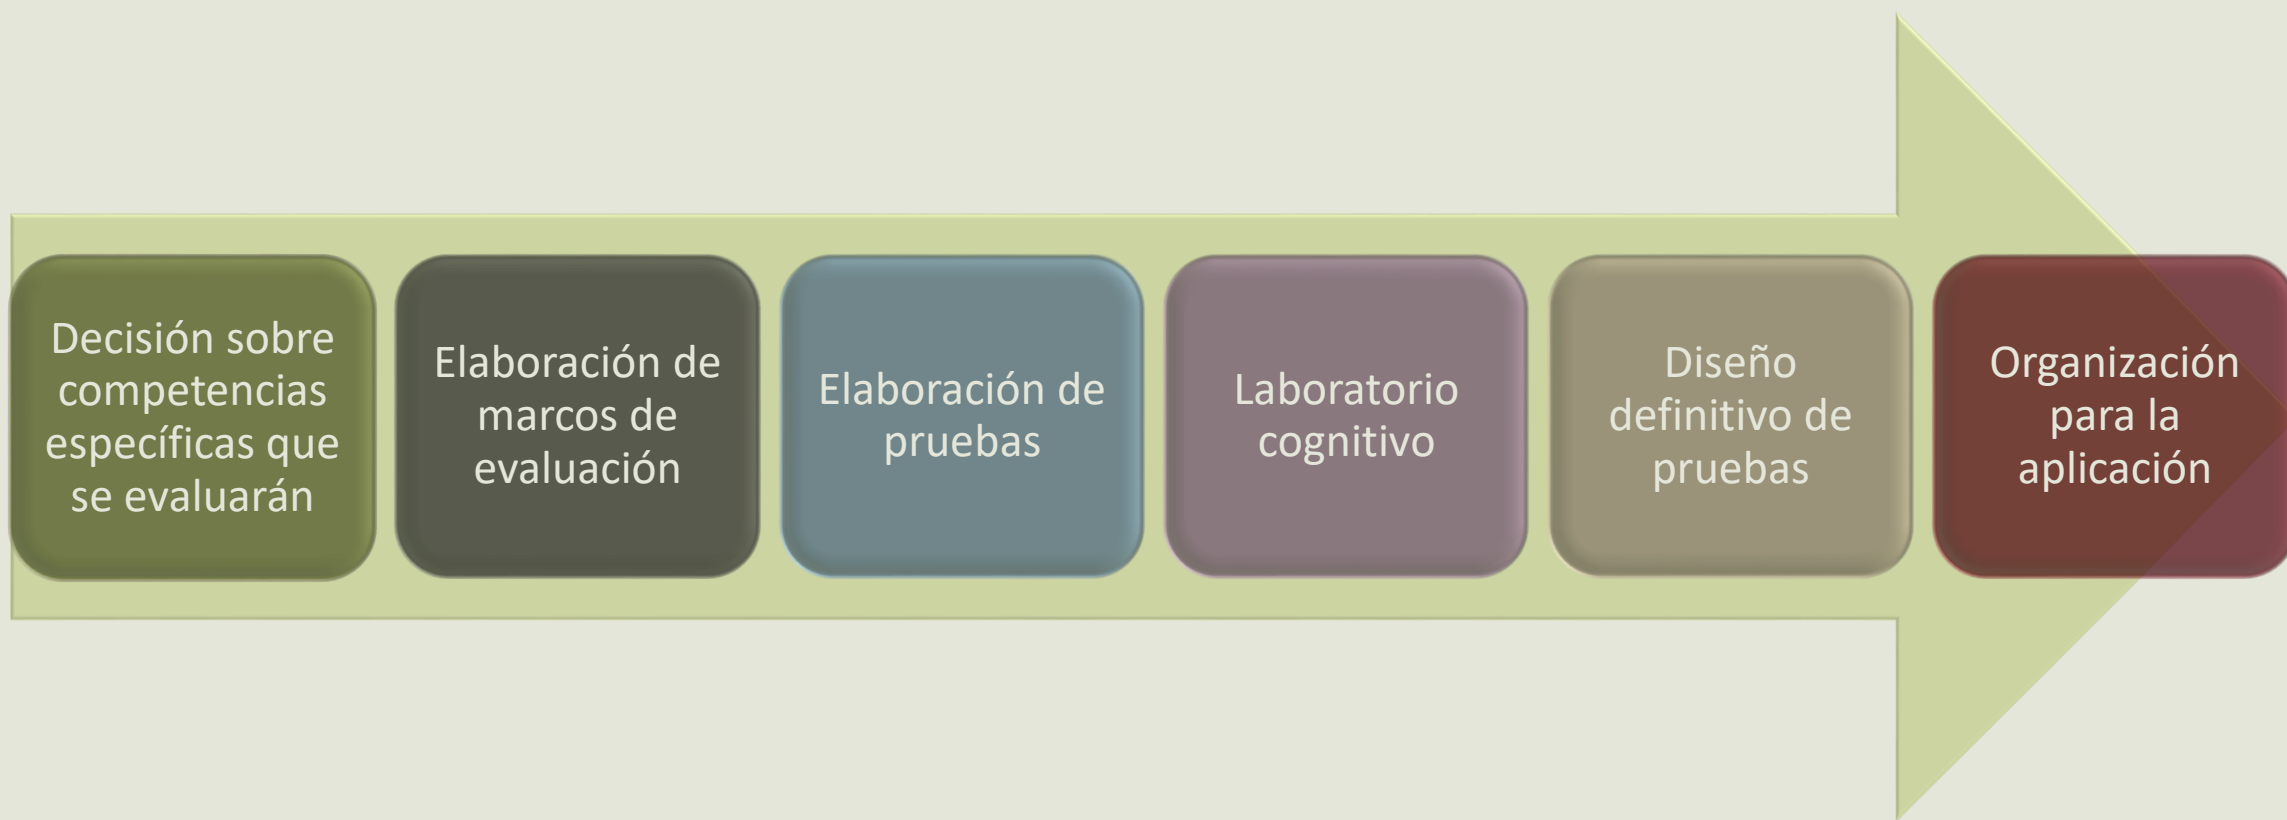 Decisión sobre
competencias
específicas que
se evaluarán
Elaboración de
marcos de
evaluación
Elaboración de
pruebas
Laboratorio
cognitivo
Diseño
definitivo de
pruebas
Organización
para la
aplicación